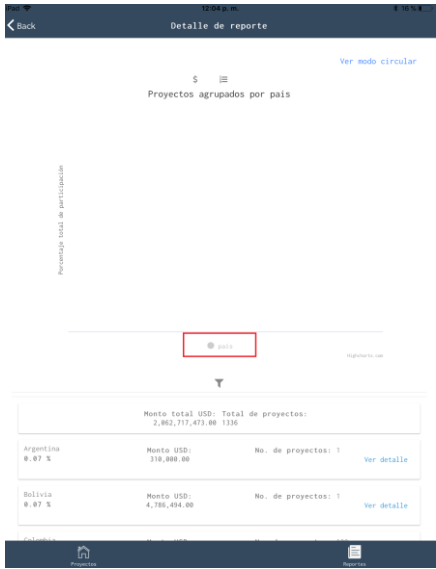 iPad 12:04 p. m. 10 %
Back Detalle de reporte
Ver modo circular
$
Proyectos agrupados por pais
Porcentaje total de participación
pais
Highcharts.com
Monto total USD: Total de proyectos:
2,062,717,473.00 1336
Argentina Monto USD: No. de proyectos: 1
0.07 % 310,000.00 Ver detalle
Bolivia Monto USD: No. de proyectos: 1
0.07 % 4,786,494.00 Ver detalle
Colombia
Proyectos Reportes